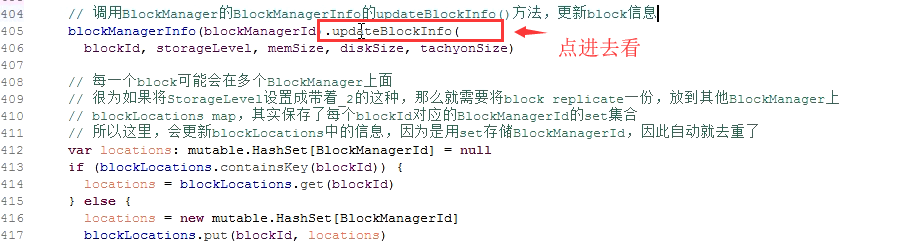 404 // 调用BlockManager的BlockManagerInfo的updateBlockInfo()方法，更新block信息
405 blockManagerInfo(blockManagerId).updateBlockInfo(
406 blockId, storageLevel, memSize, diskSize, tachyonSize)
点进去看
407
408 // 每一个block可能会在多个BlockManager上面
409 // 很为如果将StorageLevel设置成带着_2的这种，那么就需要将block replicate一份，放到其他BlockManager上
410 // blockLocations map，其实保存了每个blockId对应的BlockManagerId的set集合
411 // 所以这里，会更新blockLocations中的信息，因为是用set存储BlockManagerId，因此自动就去重了
412 var locations: mutable.HashSet[BlockManagerId] = null
413 if (blockLocations.containsKey(blockId)) {
414 locations = blockLocations.get(blockId)
415 } else {
416 locations = new mutable.HashSet[BlockManagerId]
417 blockLocations.put(blockId, locations)